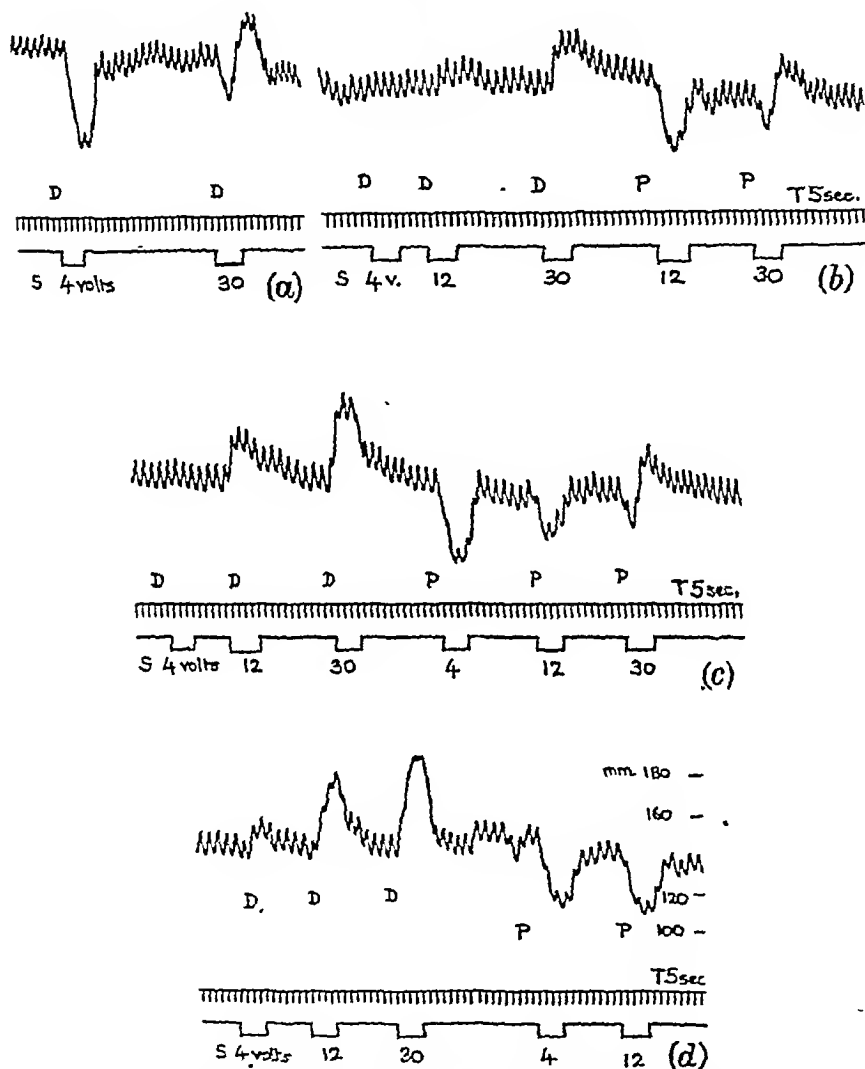 D D D D D P P T 5 sec.
S 4 volts 30 (a) S 4 v. 12 30 12 30 (b)
D D D P P P T 5 sec.
S 4 volts 12 30 4 12 30 (c)
mm 180 –
160 –
D. D D 120 –
P P 100 –
T 5 sec
S 4 volts 12 30 4 12 (d)